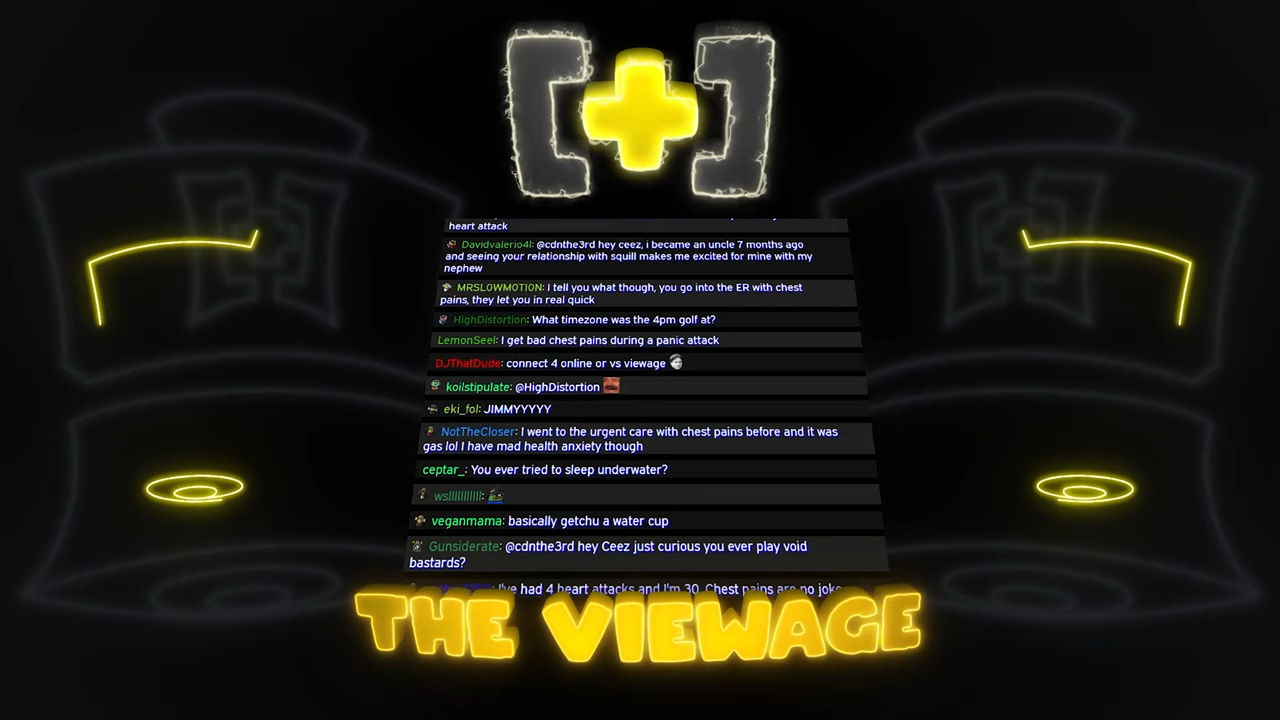 heart attack
Davidvalerio41: @cdnthe3rd hey ceez, i became an uncle 7 months ago
and seeing your relationship with squill makes me excited for mine with my
nephew
MRSL0WM0TI0N: I tell you what though, you go into the ER with chest
pains, they let you in real quick
HighDistortion: What timezone was the 4pm golf at?
LemonSeel: I get bad chest pains during a panic attack
DJThatDude: connect 4 online or vs viewage
koilstipulate: @HighDistortion
eki_fol: JIMMYYYYY
NotTheCloser: I went to the urgent care with chest pains before and it was
gas lol I have mad health anxiety though
ceptar_: You ever tried to sleep underwater?
veganmama: basically getchu a water cup
Gunsiderate: @cdnthe3rd hey Ceez just curious you ever play void
bastards?
I've had 4 heart attacks and I'm 30. Chest pains are no joke
THE VIEWAGE